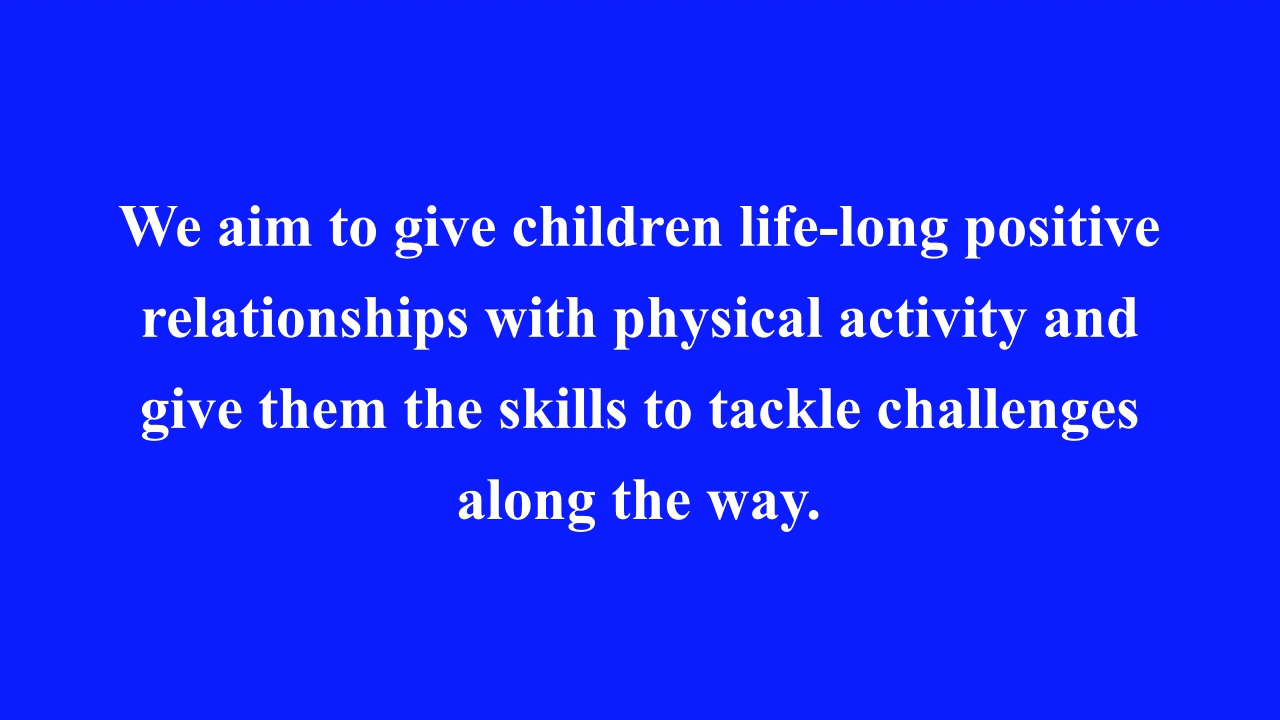 We aim to give children life-long positive
relationships with physical activity and
give them the skills to tackle challenges
along the way.